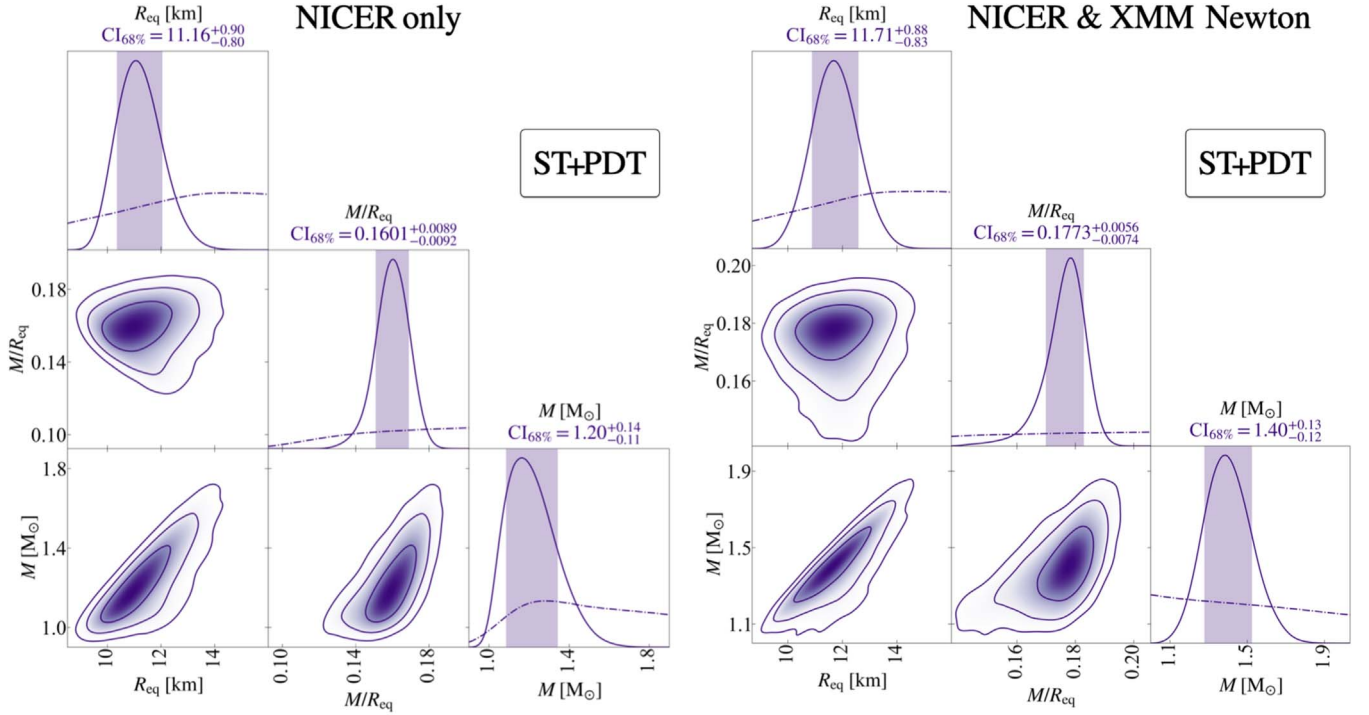 NICER only
R_eq [km]
CI_68% = 11.16^{+0.90}_{-0.80}
ST+PDT
M/R_eq
CI_68% = 0.1601^{+0.0089}_{-0.0092}
M [M_⊙]
CI_68% = 1.20^{+0.14}_{-0.11}
M/R_eq
0.18
0.14
0.10
M [M_⊙]
1.8
1.4
1.0
10 12 14
R_eq [km]
0.10 0.14 0.18
M/R_eq
1.0 1.4 1.8
M [M_⊙]
NICER & XMM Newton
R_eq [km]
CI_68% = 11.71^{+0.88}_{-0.83}
ST+PDT
M/R_eq
CI_68% = 0.1773^{+0.0056}_{-0.0074}
M [M_⊙]
CI_68% = 1.40^{+0.13}_{-0.12}
M/R_eq
0.20
0.18
0.16
M [M_⊙]
1.9
1.5
1.1
10 12 14
R_eq [km]
0.16 0.18 0.20
M/R_eq
1.1 1.5 1.9
M [M_⊙]